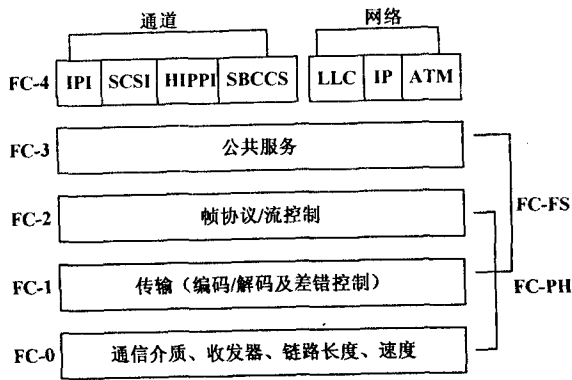 通道 网络
FC-4 IPI SCSI HIPPI SBCCS LLC IP ATM
FC-3 公共服务
FC-FS
FC-2 帧协议/流控制
FC-1 传输（编码/解码及差错控制）
FC-PH
FC-0 通信介质、收发器、链路长度、速度